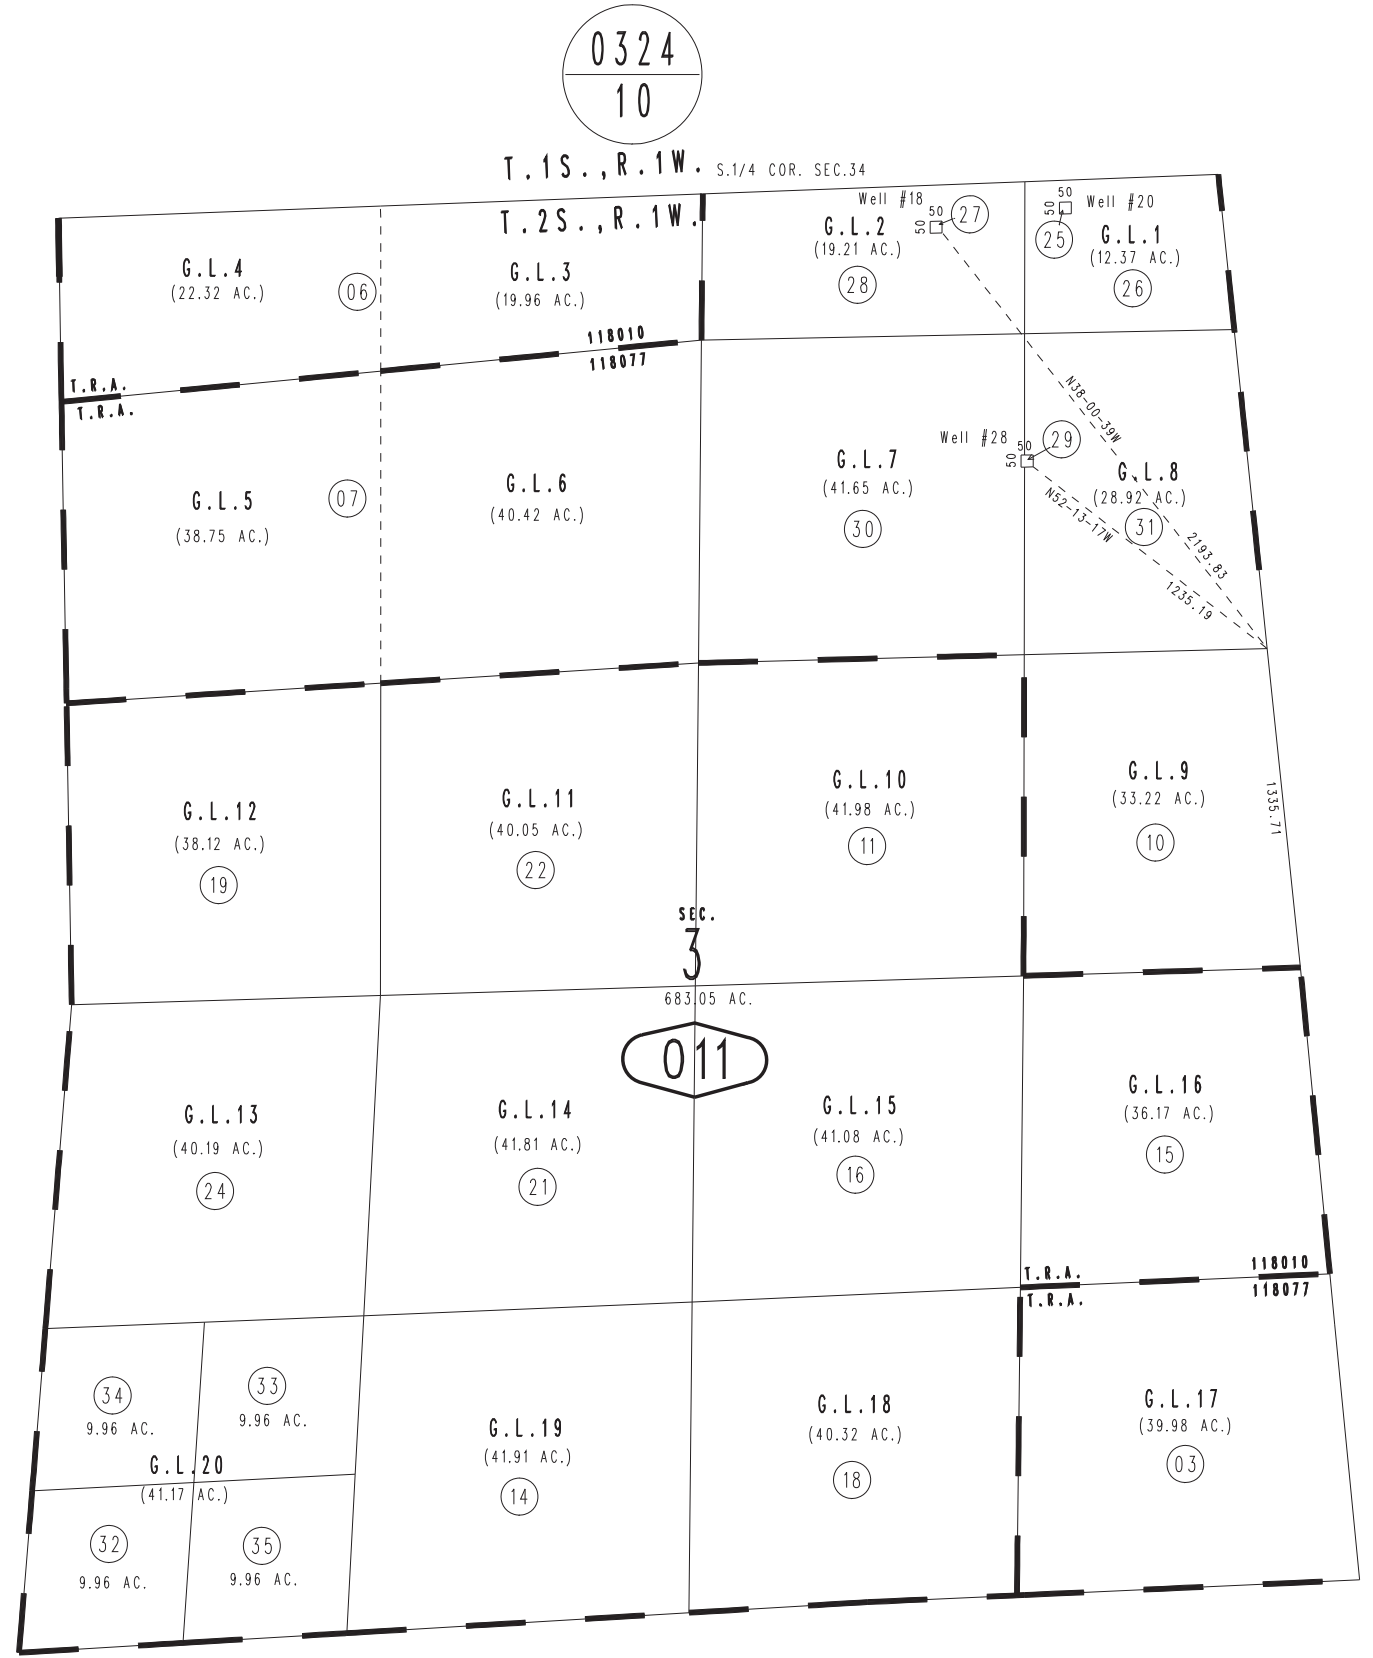 0324
10
T.1S.,R.1W. S.1/4 COR. SEC.34
T.2S.,R.1W.
G.L.4
(22.32 AC.)
06
G.L.3
(19.96 AC.)
Well #18
50
50
27
G.L.2
(19.21 AC.)
28
50
50
Well #20
25
G.L.1
(12.37 AC.)
26
118010
118077
T.R.A.
T.R.A.
G.L.5
(38.75 AC.)
07
G.L.6
(40.42 AC.)
G.L.7
(41.65 AC.)
30
Well #28
50
50
29
N38-00-39W
2193.83
G.L.8
(28.92 AC.)
31
N52-13-17W
1235.19
G.L.12
(38.12 AC.)
19
G.L.11
(40.05 AC.)
22
G.L.10
(41.98 AC.)
11
G.L.9
(33.22 AC.)
10
1335.71
SEC.
3
683.05 AC.
011
G.L.13
(40.19 AC.)
24
G.L.14
(41.81 AC.)
21
G.L.15
(41.08 AC.)
16
G.L.16
(36.17 AC.)
15
T.R.A.
T.R.A.
118010
118077
34
9.96 AC.
33
9.96 AC.
G.L.20
(41.17 AC.)
32
9.96 AC.
35
9.96 AC.
G.L.19
(41.91 AC.)
14
G.L.18
(40.32 AC.)
18
G.L.17
(39.98 AC.)
03